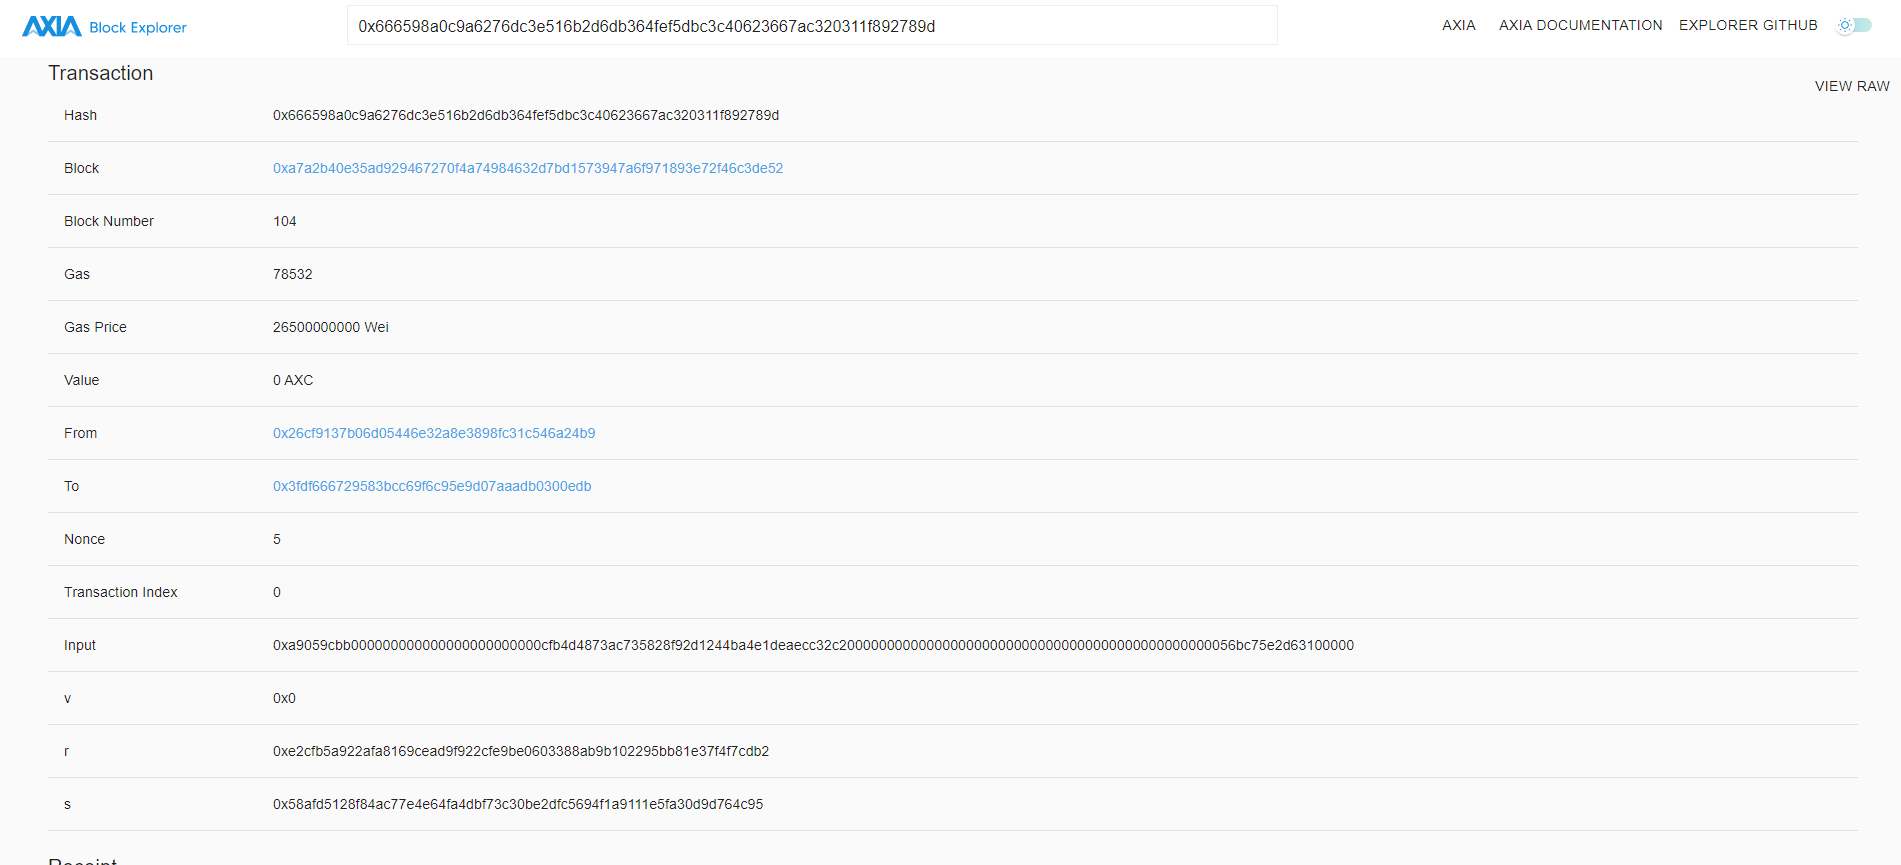 AXIA Block Explorer
0x666598a0c9a6276dc3e516b2d6db364fef5dbc3c40623667ac320311f892789d
AXIA AXIA DOCUMENTATION EXPLORER GITHUB
Transaction
VIEW RAW
Hash 0x666598a0c9a6276dc3e516b2d6db364fef5dbc3c40623667ac320311f892789d
Block 0xa7a2b40e35ad929467270f4a74984632d7bd1573947a6f971893e72f46c3de52
Block Number 104
Gas 78532
Gas Price 26500000000 Wei
Value 0 AXC
From 0x26cf9137b06d05446e32a8e3898fc31c546a24b9
To 0x3fdf666729583bcc69f6c95e9d07aaadb0300edb
Nonce 5
Transaction Index 0
Input 0xa9059cbb000000000000000000000000cfb4d4873ac735828f92d1244ba4e1deaecc32c20000000000000000000000000000000000000000000000056bc75e2d63100000
v 0x0
r 0xe2cfb5a922afa8169cead9f922cfe9be0603388ab9b102295bb81e37f4f7cdb2
s 0x58afd5128f84ac77e4e64fa4dbf73c30be2dfc5694f1a9111e5fa30d9d764c95
Receipt